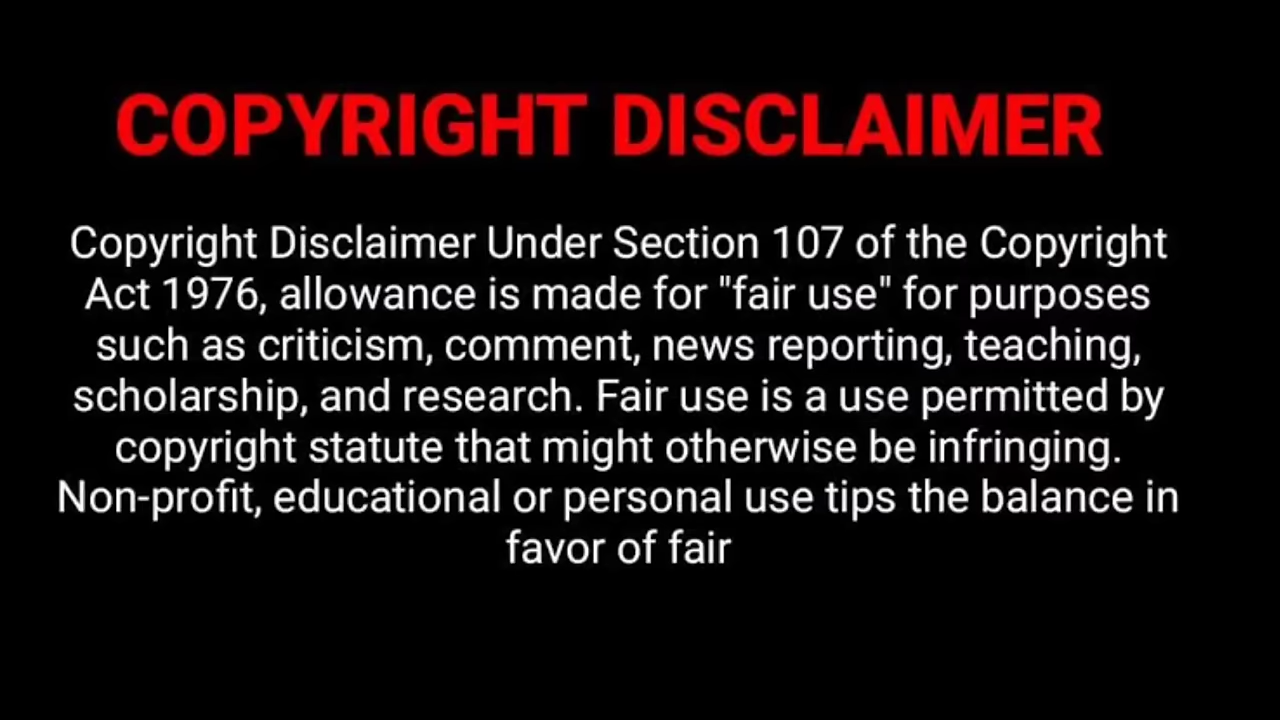 COPYRIGHT DISCLAIMER
Copyright Disclaimer Under Section 107 of the Copyright
Act 1976, allowance is made for "fair use" for purposes
such as criticism, comment, news reporting, teaching,
scholarship, and research. Fair use is a use permitted by
copyright statute that might otherwise be infringing.
Non-profit, educational or personal use tips the balance in
favor of fair